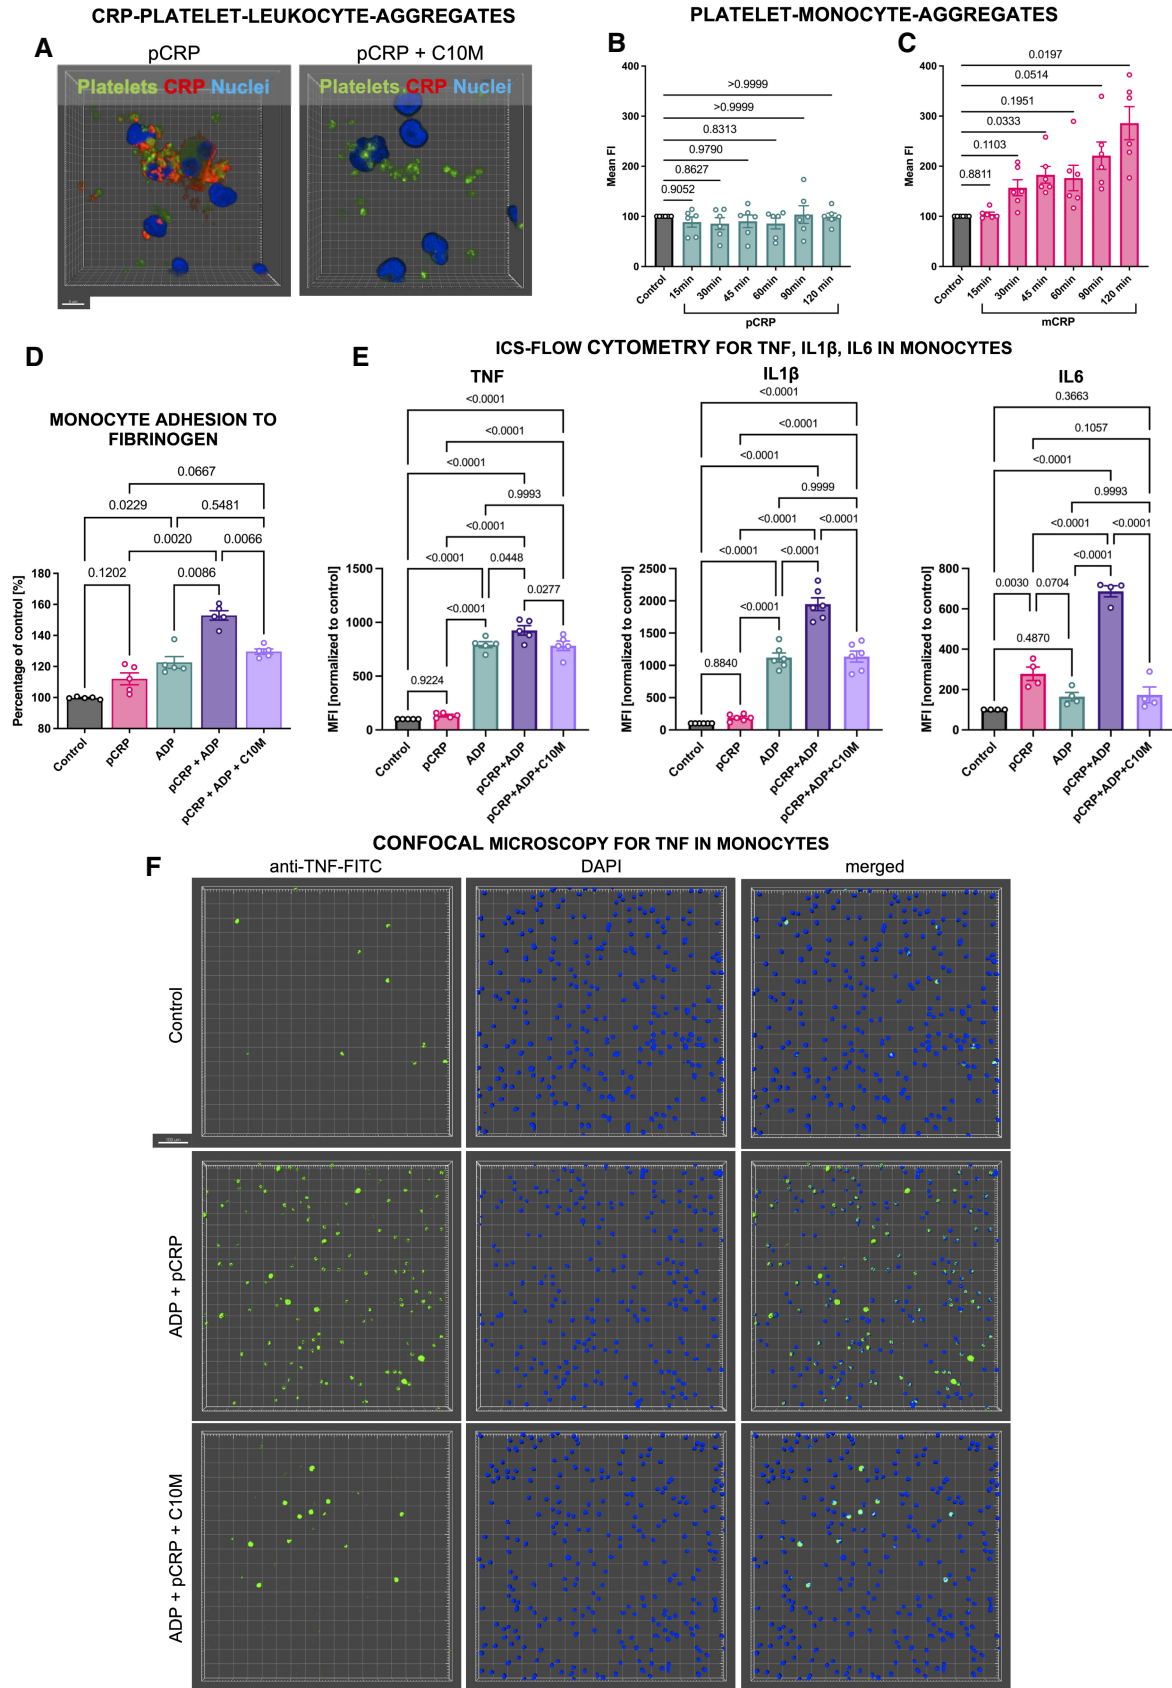 CRP-PLATELET-LEUKOCYTE-AGGREGATES
PLATELET-MONOCYTE-AGGREGATES
A
pCRP
pCRP + C10M
Platelets CRP Nuclei
Platelets CRP Nuclei
B
Mean FI
400
300
200
100
0
>0.9999
>0.9999
0.8313
0.9790
0.8627
0.9052
Control
15min
30min
45 min
60min
90min
120 min
pCRP
C
Mean FI
400
300
200
100
0
0.0197
0.0514
0.1951
0.0333
0.1103
0.8811
Control
15min
30min
45 min
60min
90min
120 min
mCRP
D
MONOCYTE ADHESION TO
FIBRINOGEN
0.0667
0.0229
0.5481
0.0020
0.0066
0.1202
0.0086
Percentage of control [%]
180
160
140
120
100
80
Control
pCRP
ADP
pCRP + ADP
pCRP + ADP + C10M
E
ICS-FLOW CYTOMETRY FOR TNF, IL1β, IL6 IN MONOCYTES
TNF
<0.0001
<0.0001
<0.0001
0.9993
<0.0001
<0.0001
0.0448
0.0277
<0.0001
0.9224
MFI [normalized to control]
1500
1000
500
0
Control
pCRP
ADP
pCRP+ADP
pCRP+ADP+C10M
IL1β
<0.0001
<0.0001
<0.0001
0.9999
<0.0001
<0.0001
<0.0001
<0.0001
<0.0001
0.8840
MFI [normalized to control]
2500
2000
1500
1000
500
0
Control
pCRP
ADP
pCRP+ADP
pCRP+ADP+C10M
IL6
0.3663
0.1057
<0.0001
0.9993
<0.0001
<0.0001
<0.0001
0.0030
0.0704
0.4870
MFI [normalized to control]
800
600
400
200
0
Control
pCRP
ADP
pCRP+ADP
pCRP+ADP+C10M
CONFOCAL MICROSCOPY FOR TNF IN MONOCYTES
F
anti-TNF-FITC
DAPI
merged
Control
ADP + pCRP
ADP + pCRP + C10M